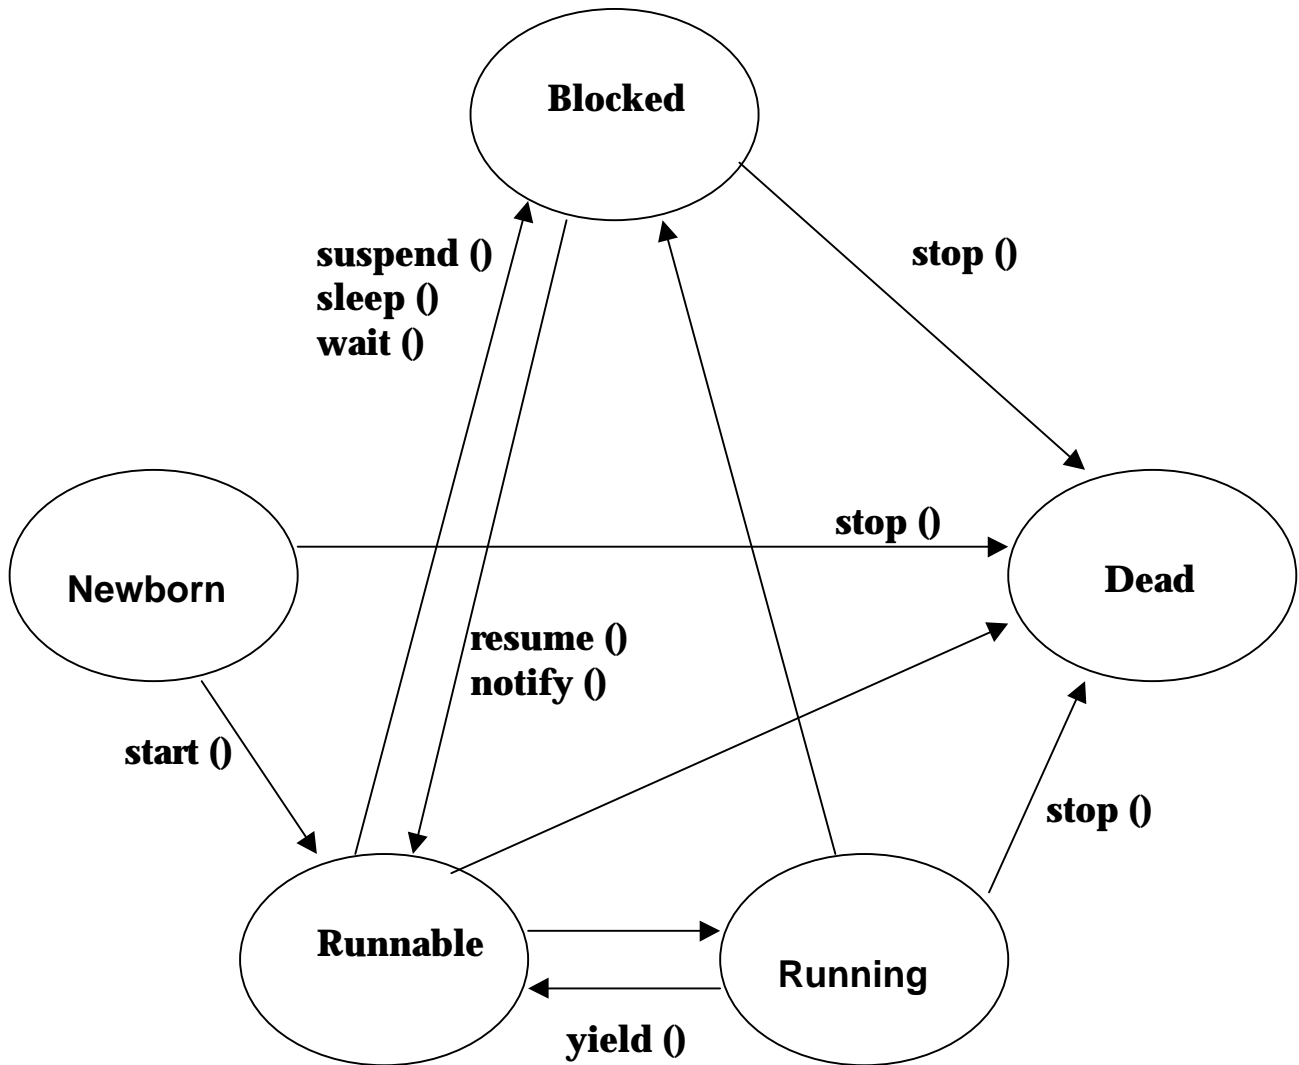 Blocked
suspend ()
sleep ()
wait ()
stop ()
stop ()
Newborn
Dead
resume ()
notify ()
start ()
stop ()
Runnable
Running
yield ()